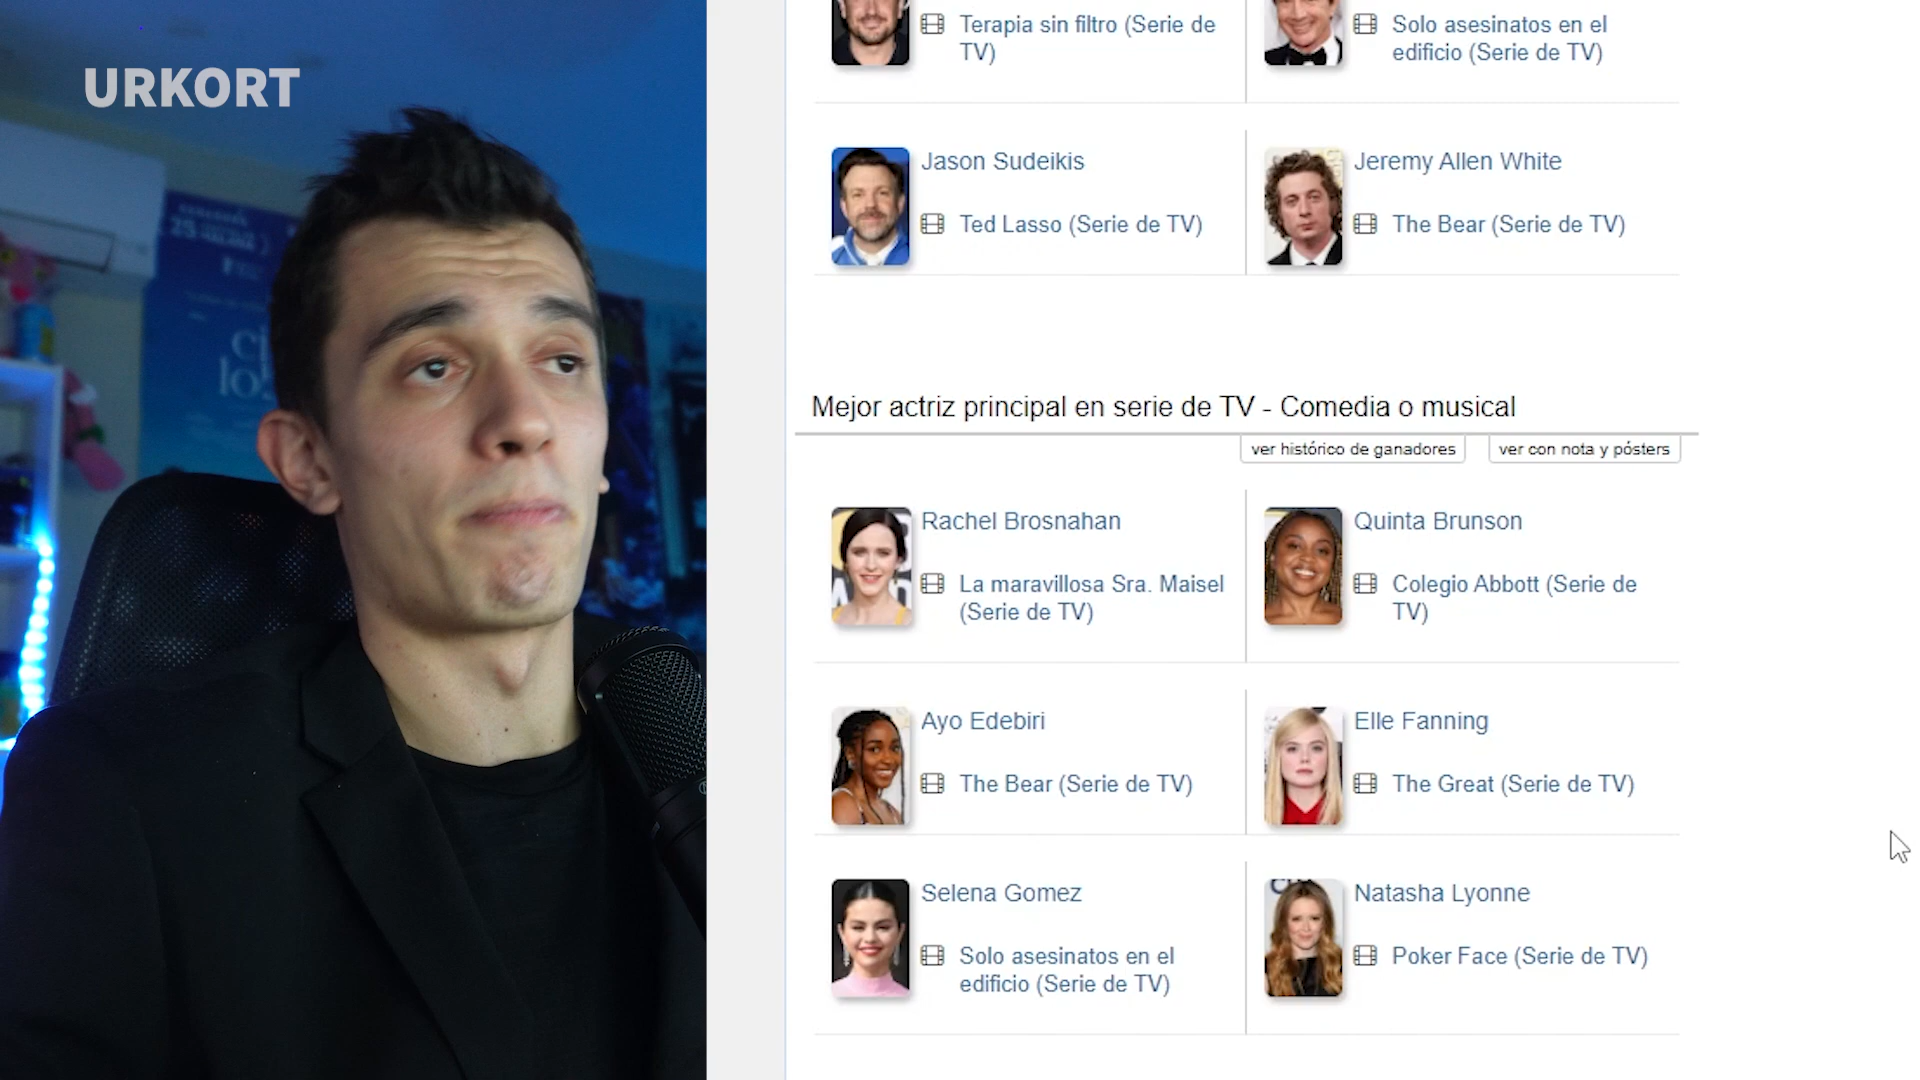 URKORT
Terapia sin filtro (Serie de
TV)
Solo asesinatos en el
edificio (Serie de TV)
Jason Sudeikis
Ted Lasso (Serie de TV)
Jeremy Allen White
The Bear (Serie de TV)
Mejor actriz principal en serie de TV - Comedia o musical
ver histórico de ganadores
ver con nota y pósters
Rachel Brosnahan
La maravillosa Sra. Maisel
(Serie de TV)
Quinta Brunson
Colegio Abbott (Serie de
TV)
Ayo Edebiri
The Bear (Serie de TV)
Elle Fanning
The Great (Serie de TV)
Selena Gomez
Solo asesinatos en el
edificio (Serie de TV)
Natasha Lyonne
Poker Face (Serie de TV)